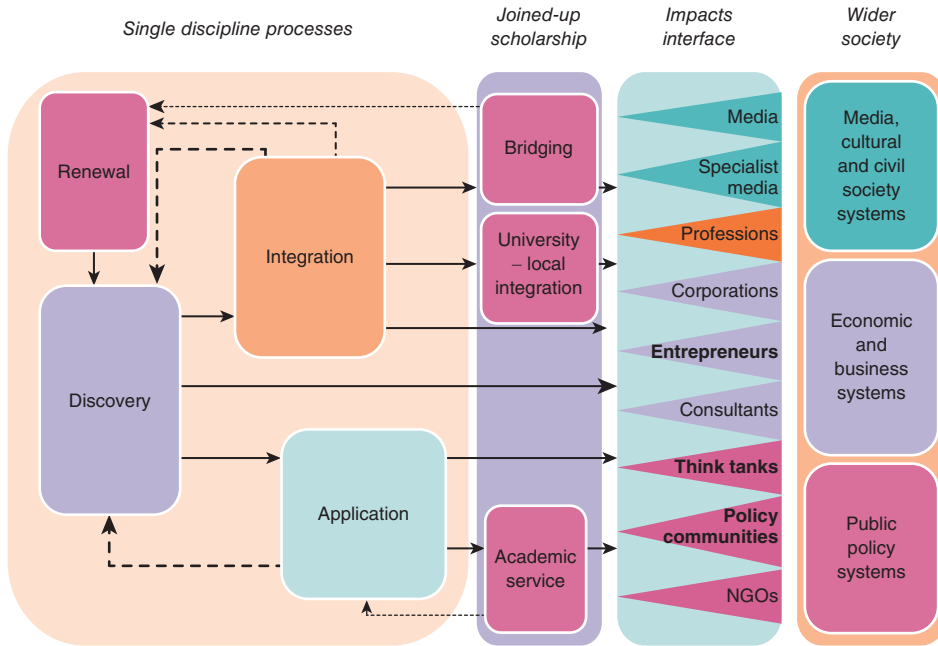 Single discipline processes
Joined-up
scholarship
Impacts
interface
Wider
society
Renewal
Integration
Discovery
Application
Bridging
University
– local
integration
Academic
service
Media
Specialist
media
Professions
Corporations
Entrepreneurs
Consultants
Think tanks
Policy
communities
NGOs
Media,
cultural
and civil
society
systems
Economic
and
business
systems
Public
policy
systems